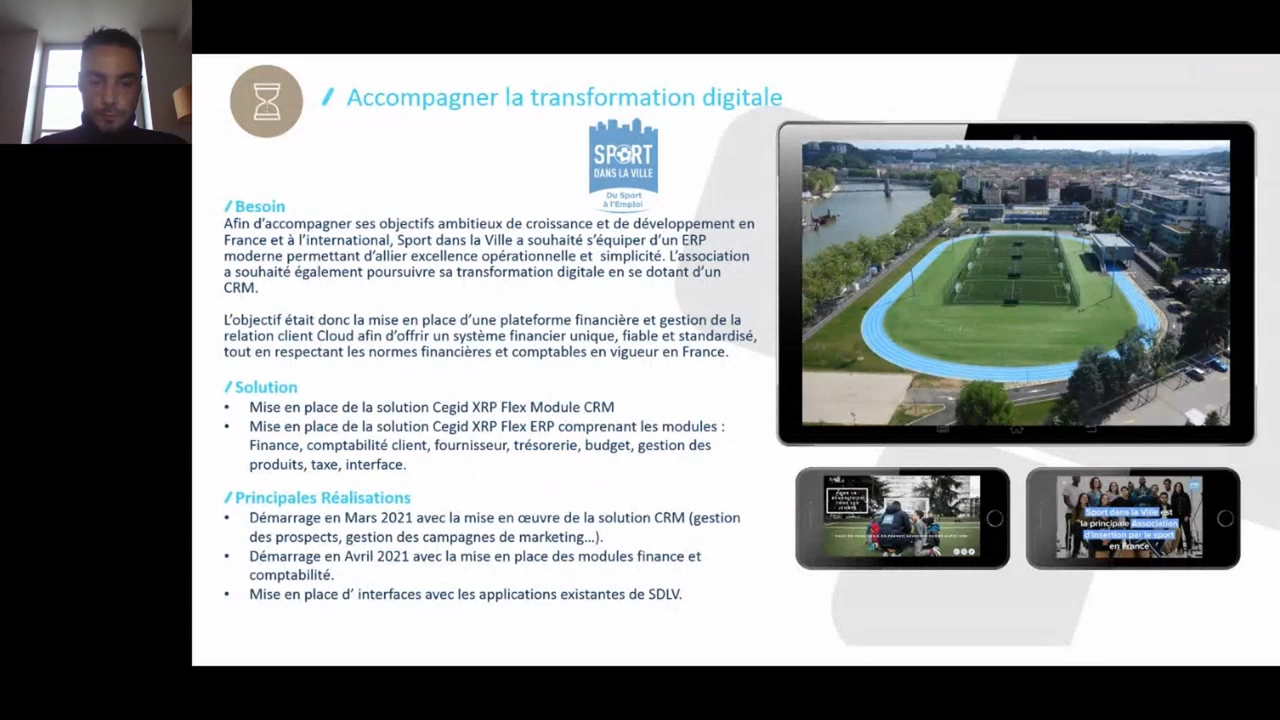 Accompagner la transformation digitale
SPORT
DANS LA VILLE
Du Sport
à l'Emploi
Besoin
Afin d'accompagner ses objectifs ambitieux de croissance et de développement en
France et à l'international, Sport dans la Ville a souhaité s'équiper d'un ERP
moderne permettant d'allier excellence opérationnelle et simplicité. L'association
a souhaité également poursuivre sa transformation digitale en se dotant d'un
CRM.
L'objectif était donc la mise en place d'une plateforme financière et gestion de la
relation client Cloud afin d'offrir un système financier unique, fiable et standardisé,
tout en respectant les normes financières et comptables en vigueur en France.
Solution
• Mise en place de la solution Cegid XRP Flex Module CRM
• Mise en place de la solution Cegid XRP Flex ERP comprenant les modules :
Finance, comptabilité client, fournisseur, trésorerie, budget, gestion des
produits, taxe, interface.
Principales Réalisations
• Démarrage en Mars 2021 avec la mise en œuvre de la solution CRM (gestion
des prospects, gestion des campagnes de marketing...).
• Démarrage en Avril 2021 avec la mise en place des modules finance et
comptabilité.
• Mise en place d' interfaces avec les applications existantes de SDLV.
Sport dans la Ville est
la principale Association
d'insertion par le sport
en France